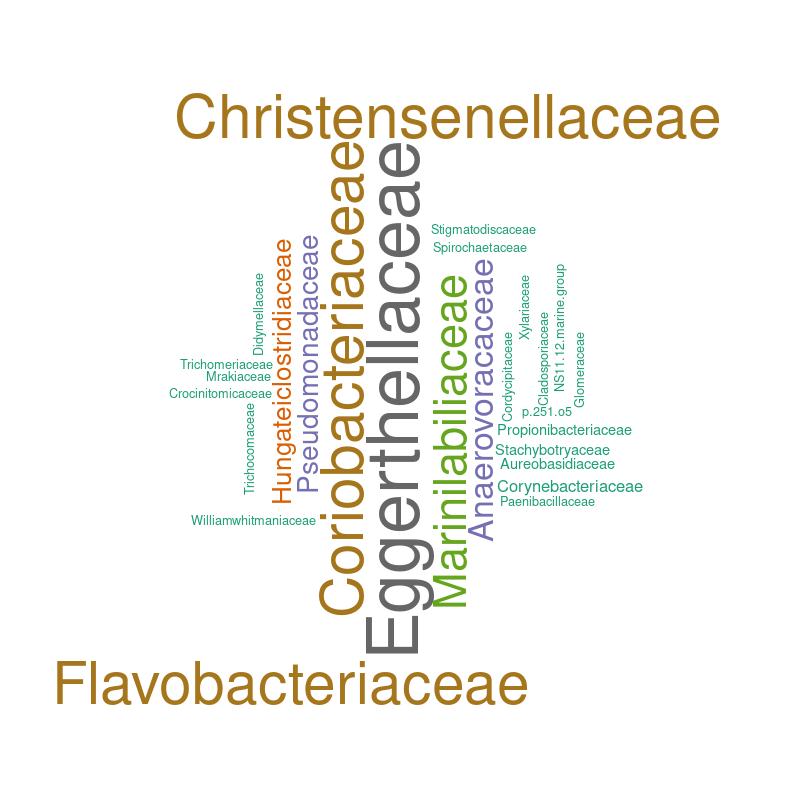 Christensenellaceae
Coriobacteriaceae
Eggerthellaceae
Stigmatodiscaceae
Spirochaetaceae
Hungateiclostridiaceae
Pseudomonadaceae
Marinilabiliaceae
Anaerovoracaceae
Didymellaceae
Trichomeriaceae
Mrakiaceae
Crocinitomicaceae
Trichocomaceae
Williamwhitmaniaceae
Cordycipitaceae
Xylariaceae
Cladosporiaceae
NS11.12.marine.group
Glomeraceae
p.251.o5
Propionibacteriaceae
Stachybotryaceae
Aureobasidiaceae
Corynebacteriaceae
Paenibacillaceae
Flavobacteriaceae